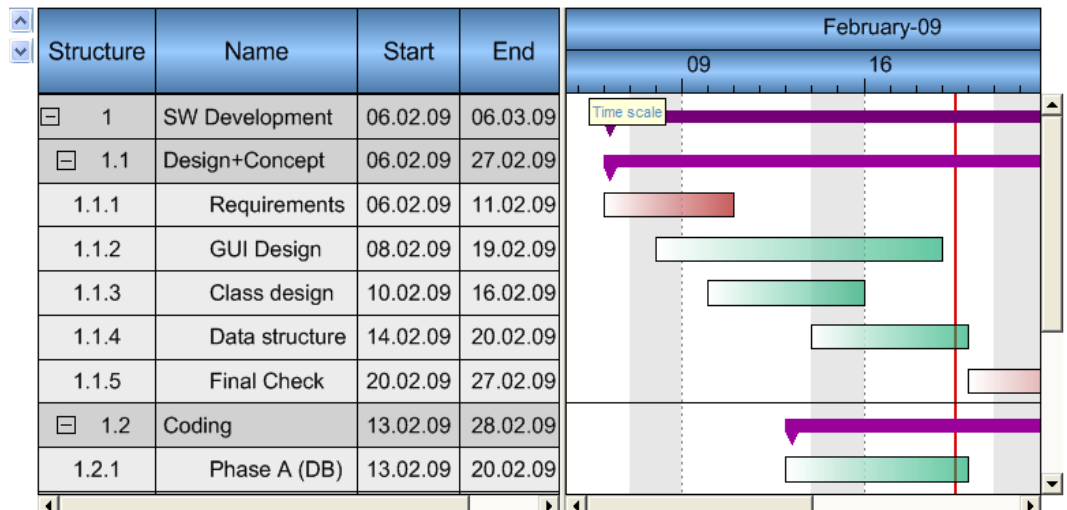 Structure Name Start End February-09
09 16
1 SW Development 06.02.09 06.03.09 Time scale
1.1 Design+Concept 06.02.09 27.02.09
1.1.1 Requirements 06.02.09 11.02.09
1.1.2 GUI Design 08.02.09 19.02.09
1.1.3 Class design 10.02.09 16.02.09
1.1.4 Data structure 14.02.09 20.02.09
1.1.5 Final Check 20.02.09 27.02.09
1.2 Coding 13.02.09 28.02.09
1.2.1 Phase A (DB) 13.02.09 20.02.09